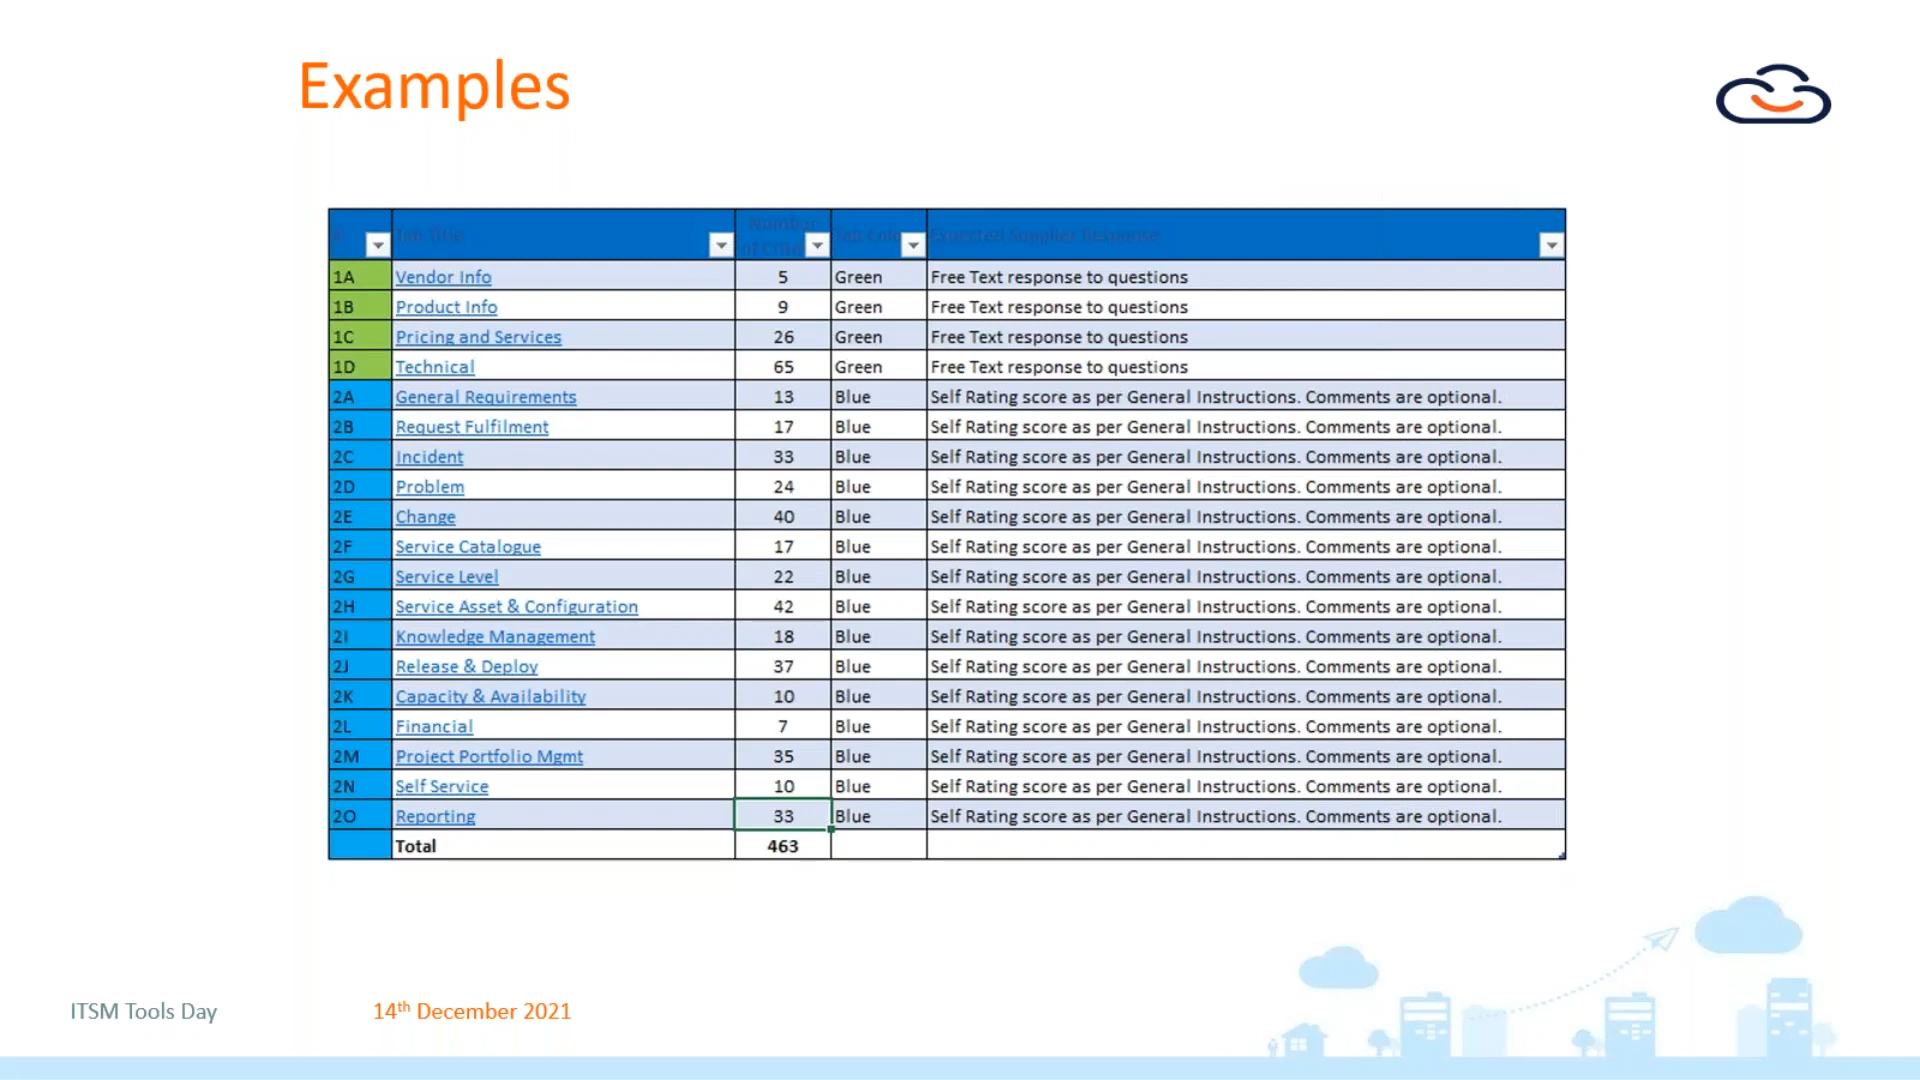 Examples
# Tab Title Number of Crite Tab Colo Expected Supplier Response
1A Vendor Info 5 Green Free Text response to questions
1B Product Info 9 Green Free Text response to questions
1C Pricing and Services 26 Green Free Text response to questions
1D Technical 65 Green Free Text response to questions
2A General Requirements 13 Blue Self Rating score as per General Instructions. Comments are optional.
2B Request Fulfilment 17 Blue Self Rating score as per General Instructions. Comments are optional.
2C Incident 33 Blue Self Rating score as per General Instructions. Comments are optional.
2D Problem 24 Blue Self Rating score as per General Instructions. Comments are optional.
2E Change 40 Blue Self Rating score as per General Instructions. Comments are optional.
2F Service Catalogue 17 Blue Self Rating score as per General Instructions. Comments are optional.
2G Service Level 22 Blue Self Rating score as per General Instructions. Comments are optional.
2H Service Asset & Configuration 42 Blue Self Rating score as per General Instructions. Comments are optional.
2I Knowledge Management 18 Blue Self Rating score as per General Instructions. Comments are optional.
2J Release & Deploy 37 Blue Self Rating score as per General Instructions. Comments are optional.
2K Capacity & Availability 10 Blue Self Rating score as per General Instructions. Comments are optional.
2L Financial 7 Blue Self Rating score as per General Instructions. Comments are optional.
2M Project Portfolio Mgmt 35 Blue Self Rating score as per General Instructions. Comments are optional.
2N Self Service 10 Blue Self Rating score as per General Instructions. Comments are optional.
2O Reporting 33 Blue Self Rating score as per General Instructions. Comments are optional.
Total 463
ITSM Tools Day 14th December 2021